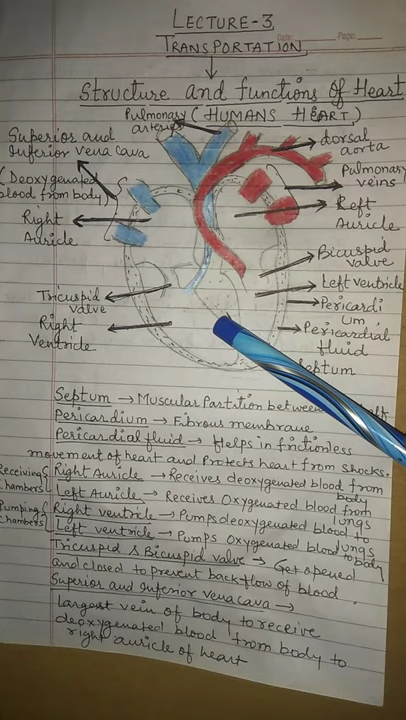 LECTURE-3
Date: Page:
TRANSPORTATION
Structure and functions of Heart
(HUMANS HEART)
Pulmonary
arteries
Superior and
Inferior vena cava
(Deoxygenated
blood from body)
Right
Auricle
Tricuspid
valve
Right
Ventricle
dorsal
aorta
Pulmonary
veins
Left
Auricle
Bicuspid
valve
Left ventricle
Pericardi
um
Pericardial
fluid
Septum
Septum → Muscular Partition between
Pericardium → Fibrous membrane
Pericardial fluid → Helps in frictionless
movement of heart and Protects heart from shocks.
Receiving Chambers
Right Auricle → Receives deoxygenated blood from body
Left Auricle → Receives Oxygenated blood from lungs
Pumping Chambers
Right ventricle → Pumps deoxygenated blood to lungs
Left ventricle → Pumps Oxygenated blood to body
Tricuspid & Bicuspid valve → Get opened
and closed to prevent back flow of blood.
Superior and Inferior venacava →
Largest vein of body to receive
deoxygenated blood from body to
right auricle of heart